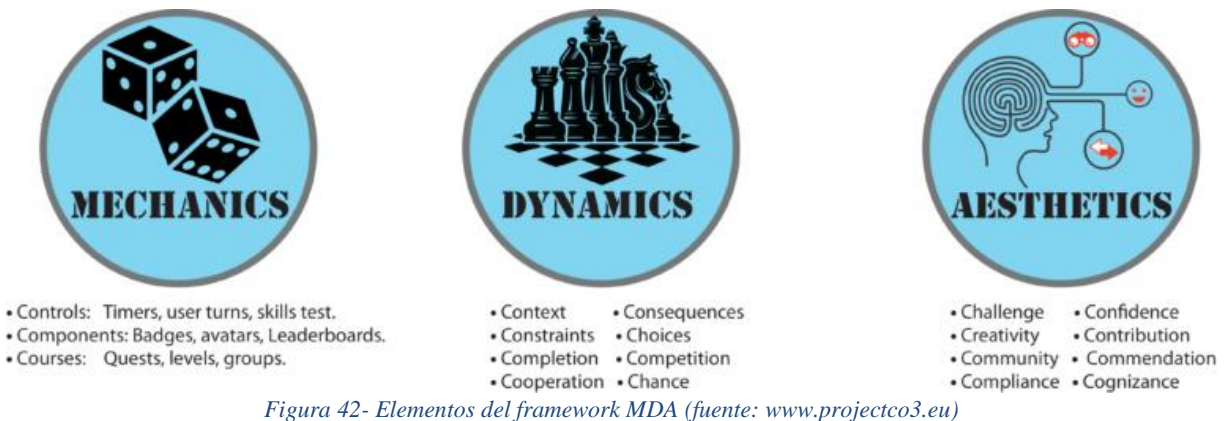 MECHANICS
• Controls: Timers, user turns, skills test.
• Components: Badges, avatars, Leaderboards.
• Courses: Quests, levels, groups.
DYNAMICS
• Context • Consequences
• Constraints • Choices
• Completion • Competition
• Cooperation • Chance
AESTHETICS
• Challenge • Confidence
• Creativity • Contribution
• Community • Commendation
• Compliance • Cognizance
Figura 42- Elementos del framework MDA (fuente: www.projectco3.eu)